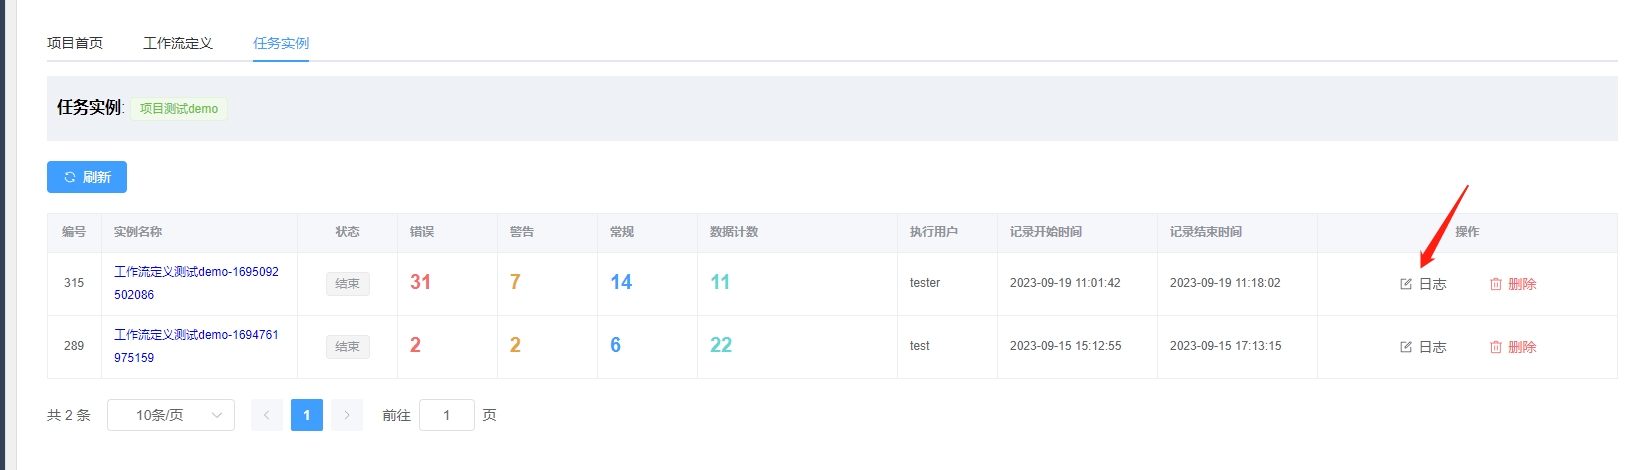 项目首页 工作流定义 任务实例
任务实例: 项目测试demo
刷新
编号 实例名称 状态 错误 警告 常规 数据计数 执行用户 记录开始时间 记录结束时间 操作
315 工作流定义测试demo-1695092 结束 31 7 14 11 tester 2023-09-19 11:01:42 2023-09-19 11:18:02 日志 删除
502086
289 工作流定义测试demo-1694761 结束 2 2 6 22 test 2023-09-15 15:12:55 2023-09-15 17:13:15 日志 删除
975159
共 2 条 10条/页 1 前往 1 页